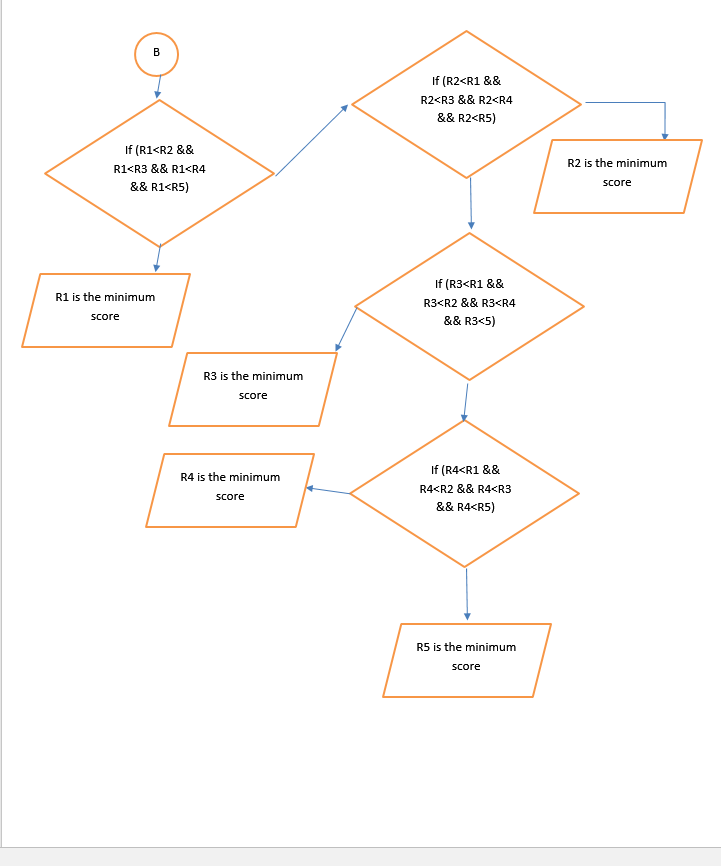 B
If (R1<R2 &&
R1<R3 && R1<R4
&& R1<R5)
R1 is the minimum
score
If (R2<R1 &&
R2<R3 && R2<R4
&& R2<R5)
R2 is the minimum
score
If (R3<R1 &&
R3<R2 && R3<R4
&& R3<5)
R3 is the minimum
score
If (R4<R1 &&
R4<R2 && R4<R3
&& R4<R5)
R4 is the minimum
score
R5 is the minimum
score